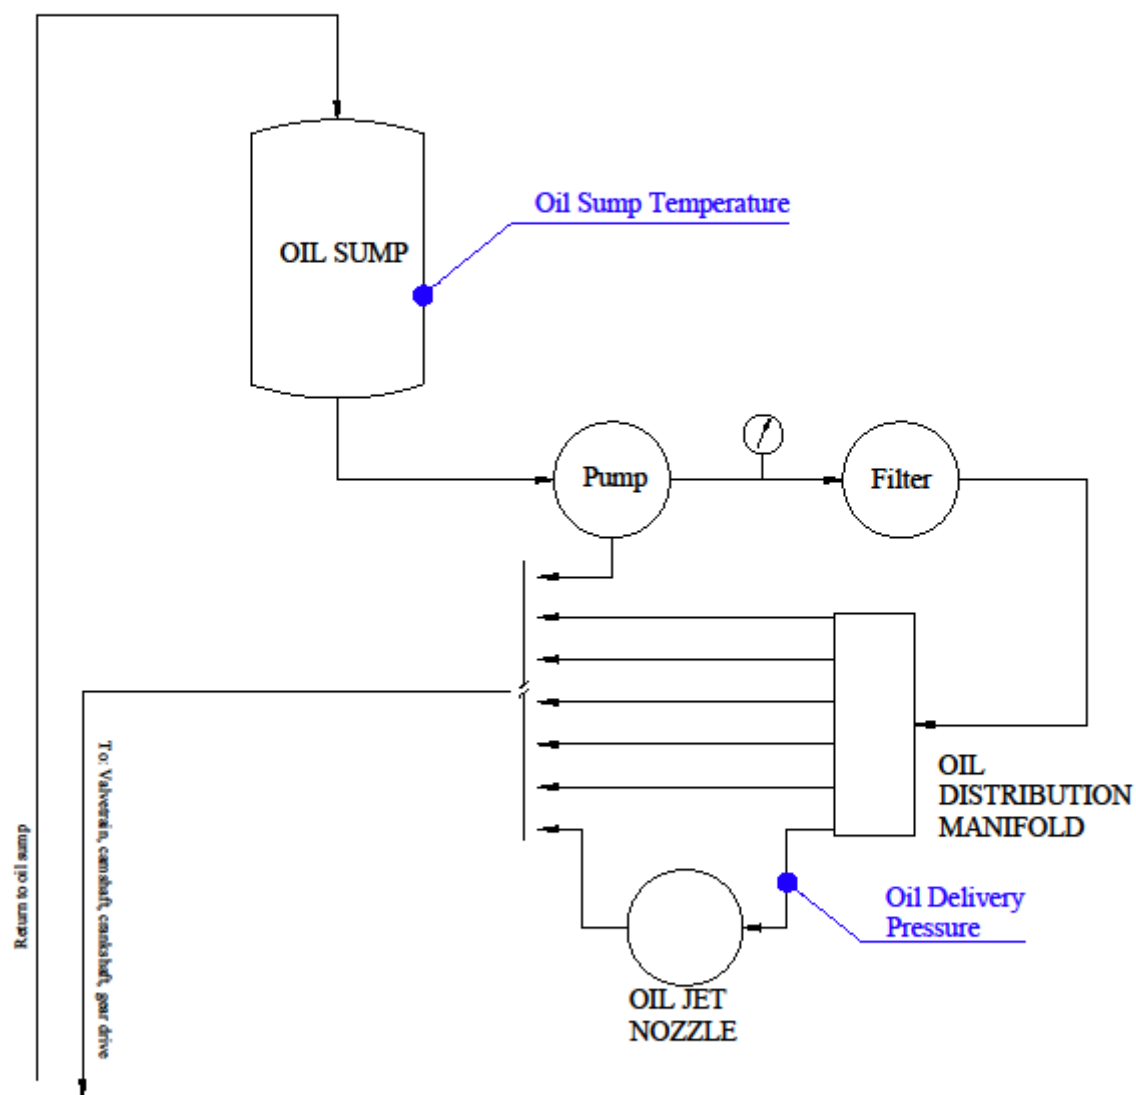 Oil Sump Temperature
OIL SUMP
Pump
Filter
OIL
DISTRIBUTION
MANIFOLD
Oil Delivery
Pressure
OIL JET
NOZZLE
To: Valvetrain, camshaft, crankshaft, gear drive
Return to oil sump